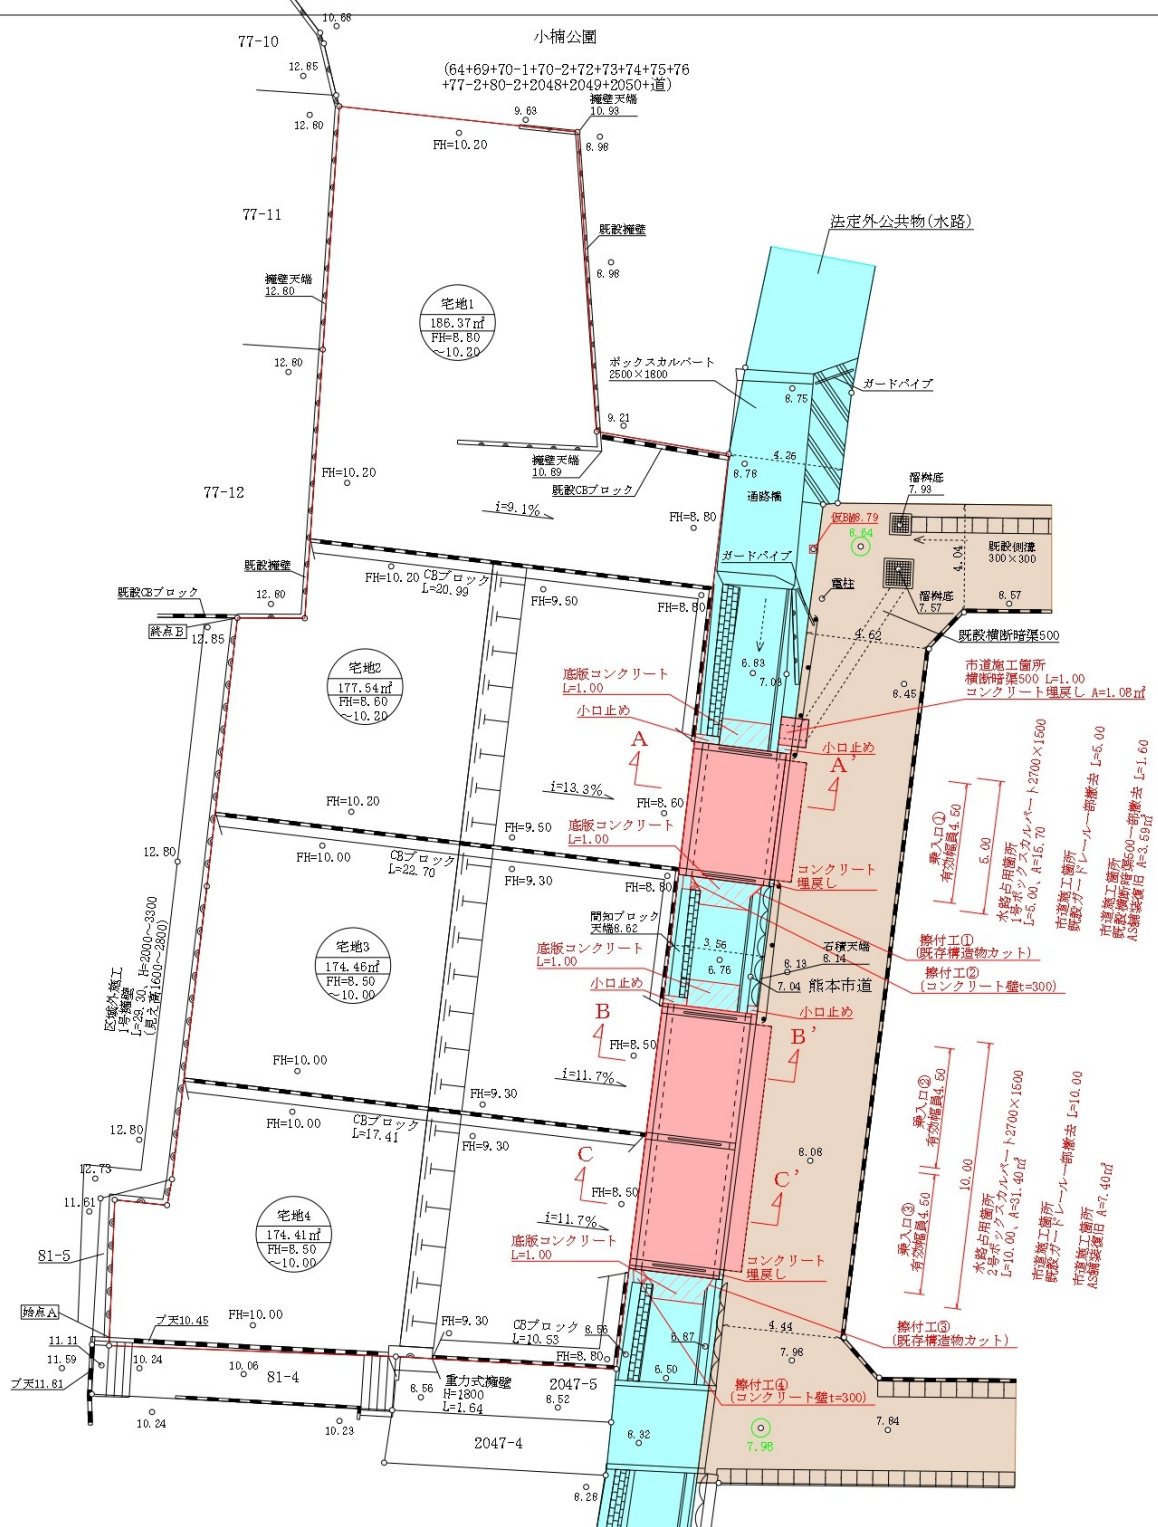 小楠公園
(64+69+70-1+70-2+72+73+74+75+76
+77-2+80-2+2048+2049+2050+道)
10.68
77-10
12.85
12.80
9.63
擁壁天端
10.93
8.98
FH=10.20
77-11
既設擁壁
8.98
法定外公共物(水路)
擁壁天端
12.80
宅地1
186.37㎡
FH=8.80
～10.20
12.80
ボックスカルバート
2500×1800
ガードパイプ
8.75
9.21
擁壁天端
10.89
既設CBブロック
4.26
8.78
通路橋
FH=10.20
77-12
i=9.1%
FH=8.80
溜桝底
7.93
仮BM8.79
8.64
既設側溝
300×300
4.04
ガードパイプ
電柱
溜桝底
7.57
8.57
既設横断暗渠500
4.62
既設擁壁
既設CBブロック
12.80
終点B
12.85
FH=10.20
CBブロック
L=20.99
FH=9.50
FH=8.80
6.83
7.03
8.45
宅地2
177.54㎡
FH=8.60
～10.20
底版コンクリート
L=1.00
小口止め
市道施工箇所
横断暗渠500 L=1.00
コンクリート埋戻し A=1.08㎡
小口止め
A
A'
i=13.3%
FH=8.60
FH=10.20
FH=9.50
底版コンクリート
L=1.00
コンクリート
埋戻し
乗入口①
有効幅員4.50
5.00
水路占用箇所
1号ボックスカルバート2700×1500
L=5.00、A=15.70
市道施工箇所
既設ガードレール一部撤去 L=5.00
市道施工箇所
既設横断暗渠500一部撤去 L=1.60
AS舗装復旧 A=3.59㎡
12.80
FH=10.00
CBブロック
L=22.70
FH=9.30
FH=8.80
間知ブロック
天端8.62
宅地3
174.46㎡
FH=8.50
～10.00
底版コンクリート
L=1.00
小口止め
3.56
6.76
石積天端
8.14
8.13
7.04
熊本市道
擦付工①
(既存構造物カット)
擦付工②
(コンクリート壁t=300)
小口止め
区域外施工
1号擁壁
L=29.30、H=2000～3300
(見え高1600～2800)
B
B'
FH=8.50
i=11.7%
FH=10.00
FH=9.30
FH=10.00
CBブロック
L=17.41
FH=9.30
12.80
12.73
11.61
C
C'
FH=8.50
i=11.7%
8.08
乗入口②
有効幅員4.50
乗入口③
有効幅員4.50
10.00
水路占用箇所
2号ボックスカルバート2700×1500
L=10.00、A=31.40㎡
市道施工箇所
既設ガードレール一部撤去 L=10.00
市道施工箇所
AS舗装復旧 A=7.40㎡
宅地4
174.41㎡
FH=8.50
～10.00
底版コンクリート
L=1.00
コンクリート
埋戻し
81-5
始点A
ブ天10.45
FH=10.00
FH=9.30
CBブロック
L=10.53
8.56
FH=8.80
6.87
6.50
4.44
擦付工③
(既存構造物カット)
7.98
擦付工④
(コンクリート壁t=300)
11.11
11.59
ブ天11.81
10.24
10.06
81-4
重力式擁壁
H=1800
L=1.64
8.56
2047-5
8.52
10.24
10.23
2047-4
8.32
7.98
7.84
8.28